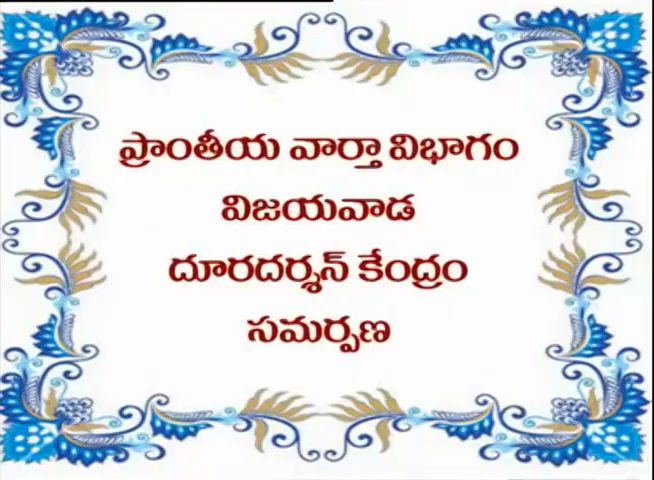 ప్రాంతీయ వార్తా విభాగం
విజయవాడ
దూరదర్శన్ కేంద్రం
సమర్పణ